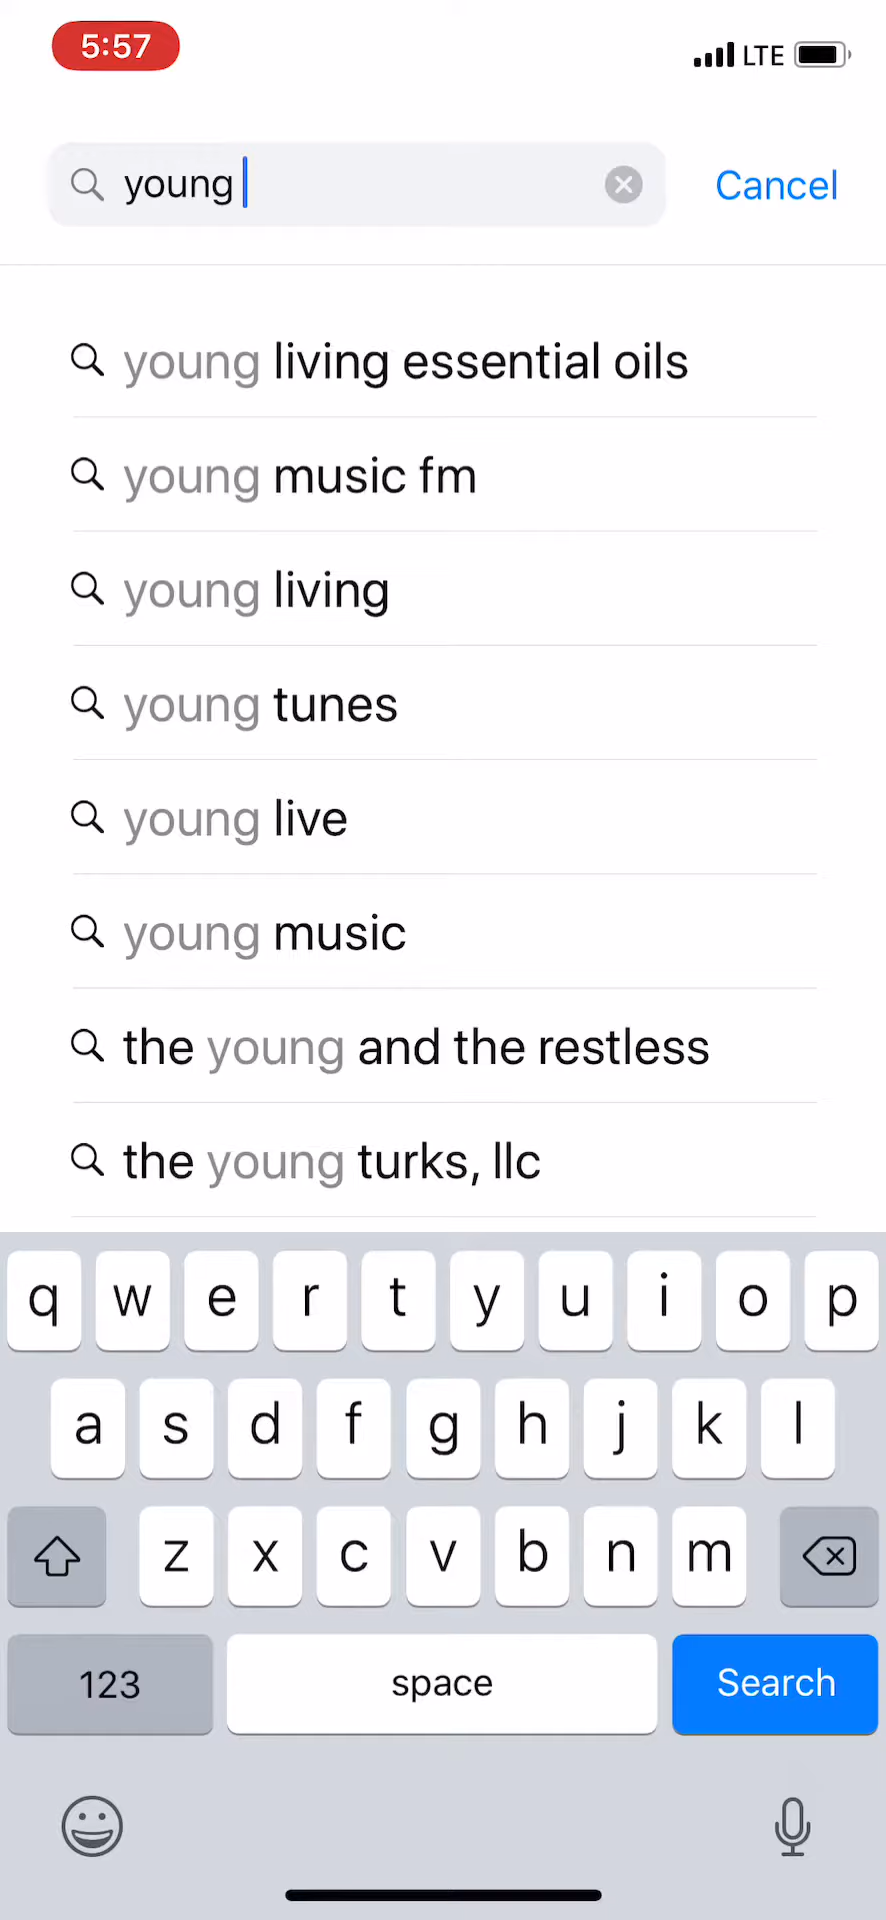 5:57
LTE
young
Cancel
young living essential oils
young music fm
young living
young tunes
young live
young music
the young and the restless
the young turks, llc
q w e r t y u i o p
a s d f g h j k l
z x c v b n m
123 space Search